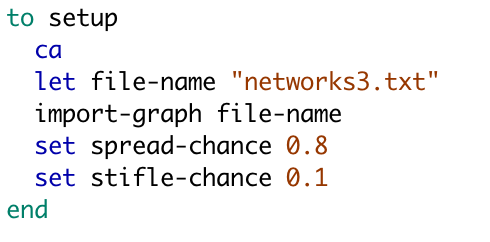 to setup
  ca
  let file-name "networks3.txt"
  import-graph file-name
  set spread-chance 0.8
  set stifle-chance 0.1
end